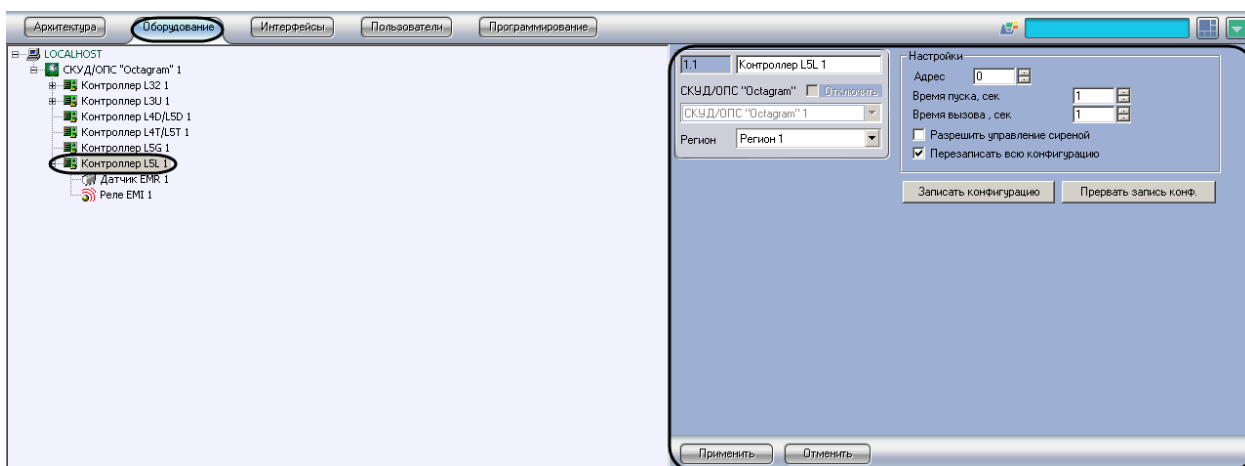 Архитектура Оборудование Интерфейсы Пользователи Программирование
LOCALHOST
СКУД/ОПС "Octagram" 1
Контроллер L32 1
Контроллер L3U 1
Контроллер L4D/L5D 1
Контроллер L4T/L5T 1
Контроллер L5G 1
Контроллер L5L 1
Датчик EMR 1
Реле EMI 1
1.1 Контроллер L5L 1
СКУД/ОПС "Octagram" Отключить
СКУД/ОПС "Octagram" 1
Регион Регион 1
Настройки
Адрес 0
Время пуска, сек 1
Время вызова , сек 1
Разрешить управление сиреной
Перезаписать всю конфигурацию
Записать конфигурацию Прервать запись конф.
Применить Отменить